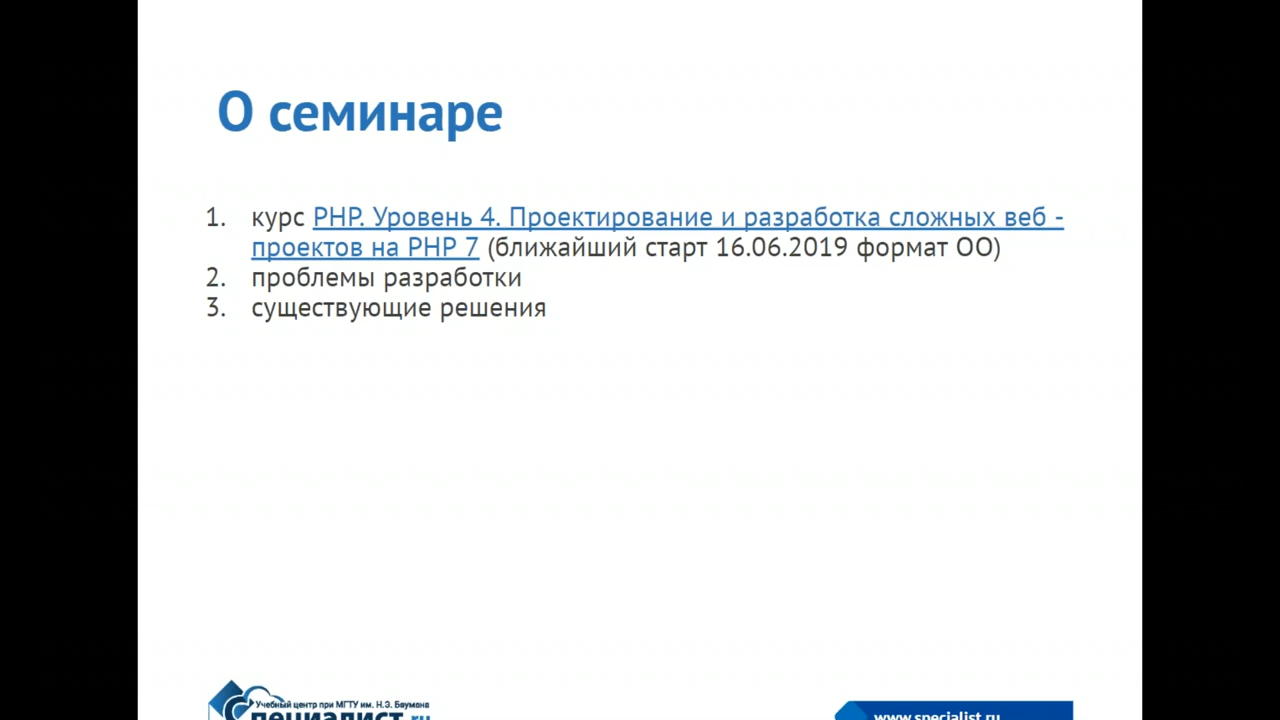 О семинаре
1. курс PHP. Уровень 4. Проектирование и разработка сложных веб -
проектов на PHP 7 (ближайший старт 16.06.2019 формат ОО)
2. проблемы разработки
3. существующие решения
Учебный центр при МГТУ им. Н.Э. Баумана
пециалист.ru
www.specialist.ru